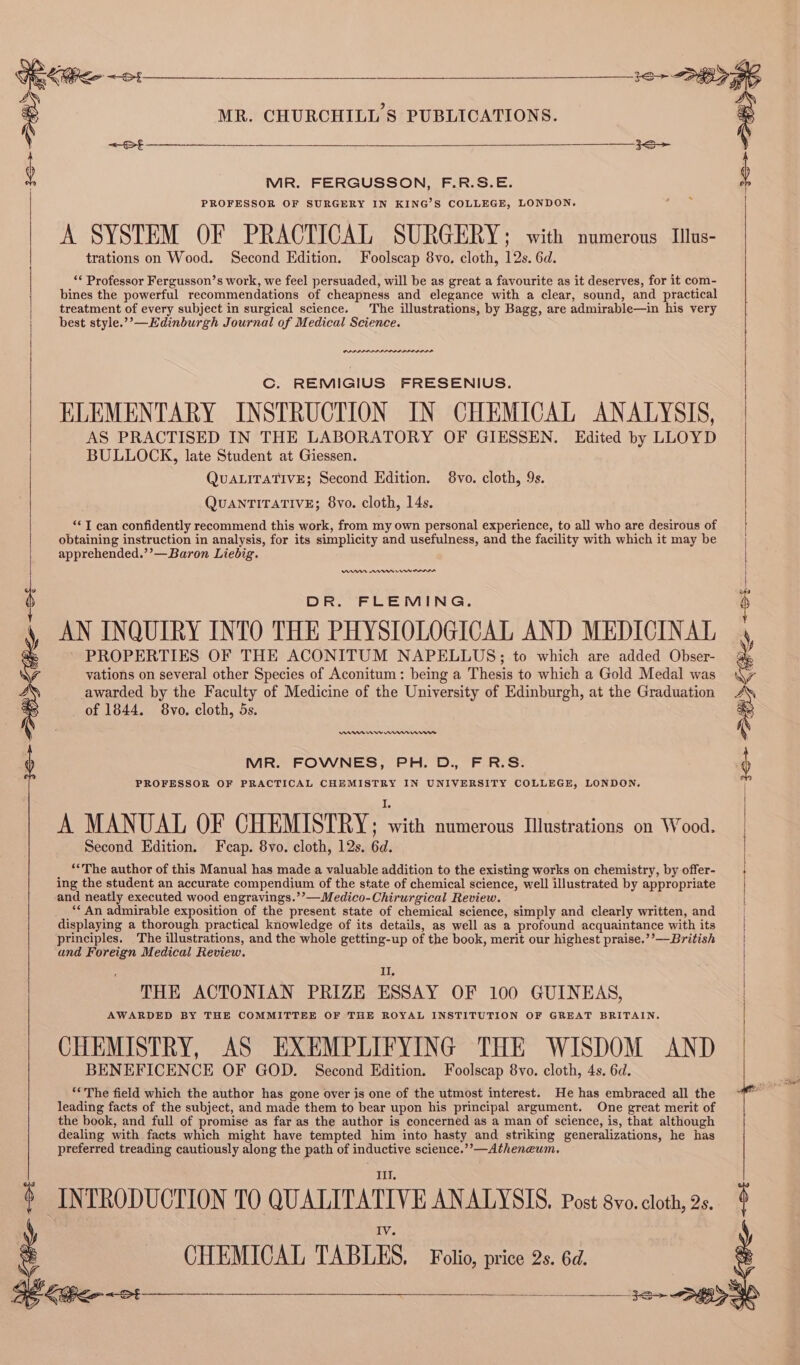 MR. CHURCHILL'S PUBLICATIONS.
MR. FERGUSSON, F.R.S.E.
PROFESSOR OF SURGERY IN KING'S COLLEGE, LONDON.
A SYSTEM OF PRACTICAL SURGERY; with numerous Illus-
trations on Wood. Second Edition. Foolscap 8vo. cloth, 12s. 6d.
“Professor Fergusson's work, we feel persuaded, will be as great a favourite as it deserves, for it com-
bines the powerful recommendations of cheapness and elegance with a clear, sound, and practical
treatment of every subject in surgical science. The illustrations, by Bagg, are admirable—in his very
best style.”—Edinburgh Journal of Medical Science.
C. REMIGIUS FRESENIUS.
ELEMENTARY INSTRUCTION IN CHEMICAL ANALYSIS,
AS PRACTISED IN THE LABORATORY OF GIESSEN. Edited by LLOYD
BULLOCK, late Student at Giessen.
QUALITATIVE; Second Edition. 8vo. cloth, 9s.
QUANTITATIVE; 8vo. cloth, 14s.
“I can confidently recommend this work, from my own personal experience, to all who are desirous of
obtaining instruction in analysis, for its simplicity and usefulness, and the facility with which it may be
apprehended.”—Baron Liebig.
DR. FLEMING.
AN INQUIRY INTO THE PHYSIOLOGICAL AND MEDICINAL
PROPERTIES OF THE ACONITUM NAPELLUS; to which are added Obser-
vations on several other Species of Aconitum: being a Thesis to which a Gold Medal was
awarded by the Faculty of Medicine of the University of Edinburgh, at the Graduation
of 1844. 8vo. cloth, 5s.
MR. FOWNES, PH. D., F R.S.
PROFESSOR OF PRACTICAL CHEMISTRY IN UNIVERSITY COLLEGE, LONDON.
I.
A MANUAL OF CHEMISTRY; with numerous Illustrations on Wood.
Second Edition. Fcap. 8vo. cloth, 12s. 6d.
“The author of this Manual has made a valuable addition to the existing works on chemistry, by offer-
ing the student an accurate compendium of the state of chemical science, well illustrated by appropriate
and neatly executed wood engravings.”—Medico-Chirurgical Review.
“An admirable exposition of the present state of chemical science, simply and clearly written, and
displaying a thorough practical knowledge of its details, as well as a profound acquaintance with its
principles. The illustrations, and the whole getting-up of the book, merit our highest praise.”—British
and Foreign Medical Review.
II.
THE ACTONIAN PRIZE ESSAY OF 100 GUINEAS,
AWARDED BY THE COMMITTEE OF THE ROYAL INSTITUTION OF GREAT BRITAIN.
CHEMISTRY, AS EXEMPLIFYING THE WISDOM AND
BENEFICENCE OF GOD. Second Edition. Foolscap 8vo. cloth, 4s. 6d.
“The field which the author has gone over is one of the utmost interest. He has embraced all the
leading facts of the subject, and made them to bear upon his principal argument. One great merit of
the book, and full of promise as far as the author is concerned as a man of science, is, that although
dealing with facts which might have tempted him into hasty and striking generalizations, he has
preferred treading cautiously along the path of inductive science.”—Athenæum.
III.
INTRODUCTION TO QUALITATIVE ANALYSIS. Post 8vo. cloth, 2s.
IV.
CHEMICAL TABLES. Folio, price 2s. 6d.